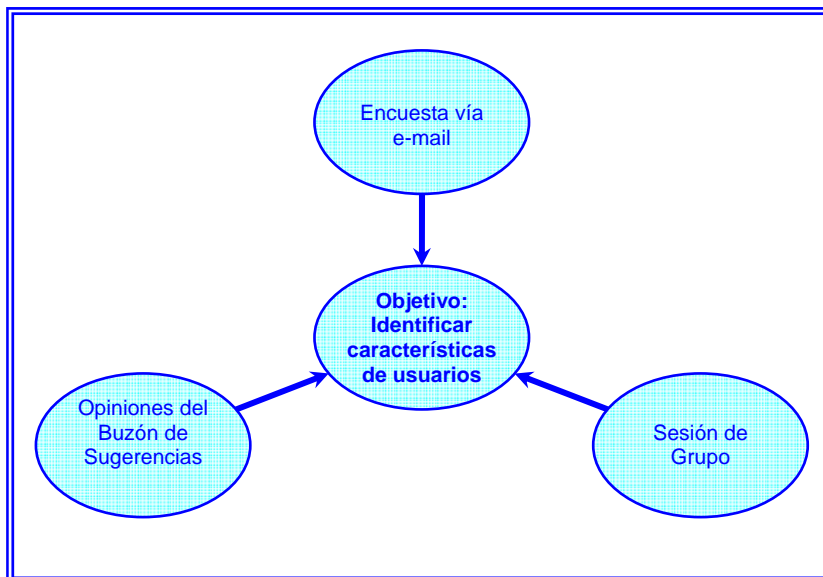 Encuesta vía
e-mail
Objetivo:
Identificar
características
de usuarios
Opiniones del
Buzón de
Sugerencias
Sesión de
Grupo